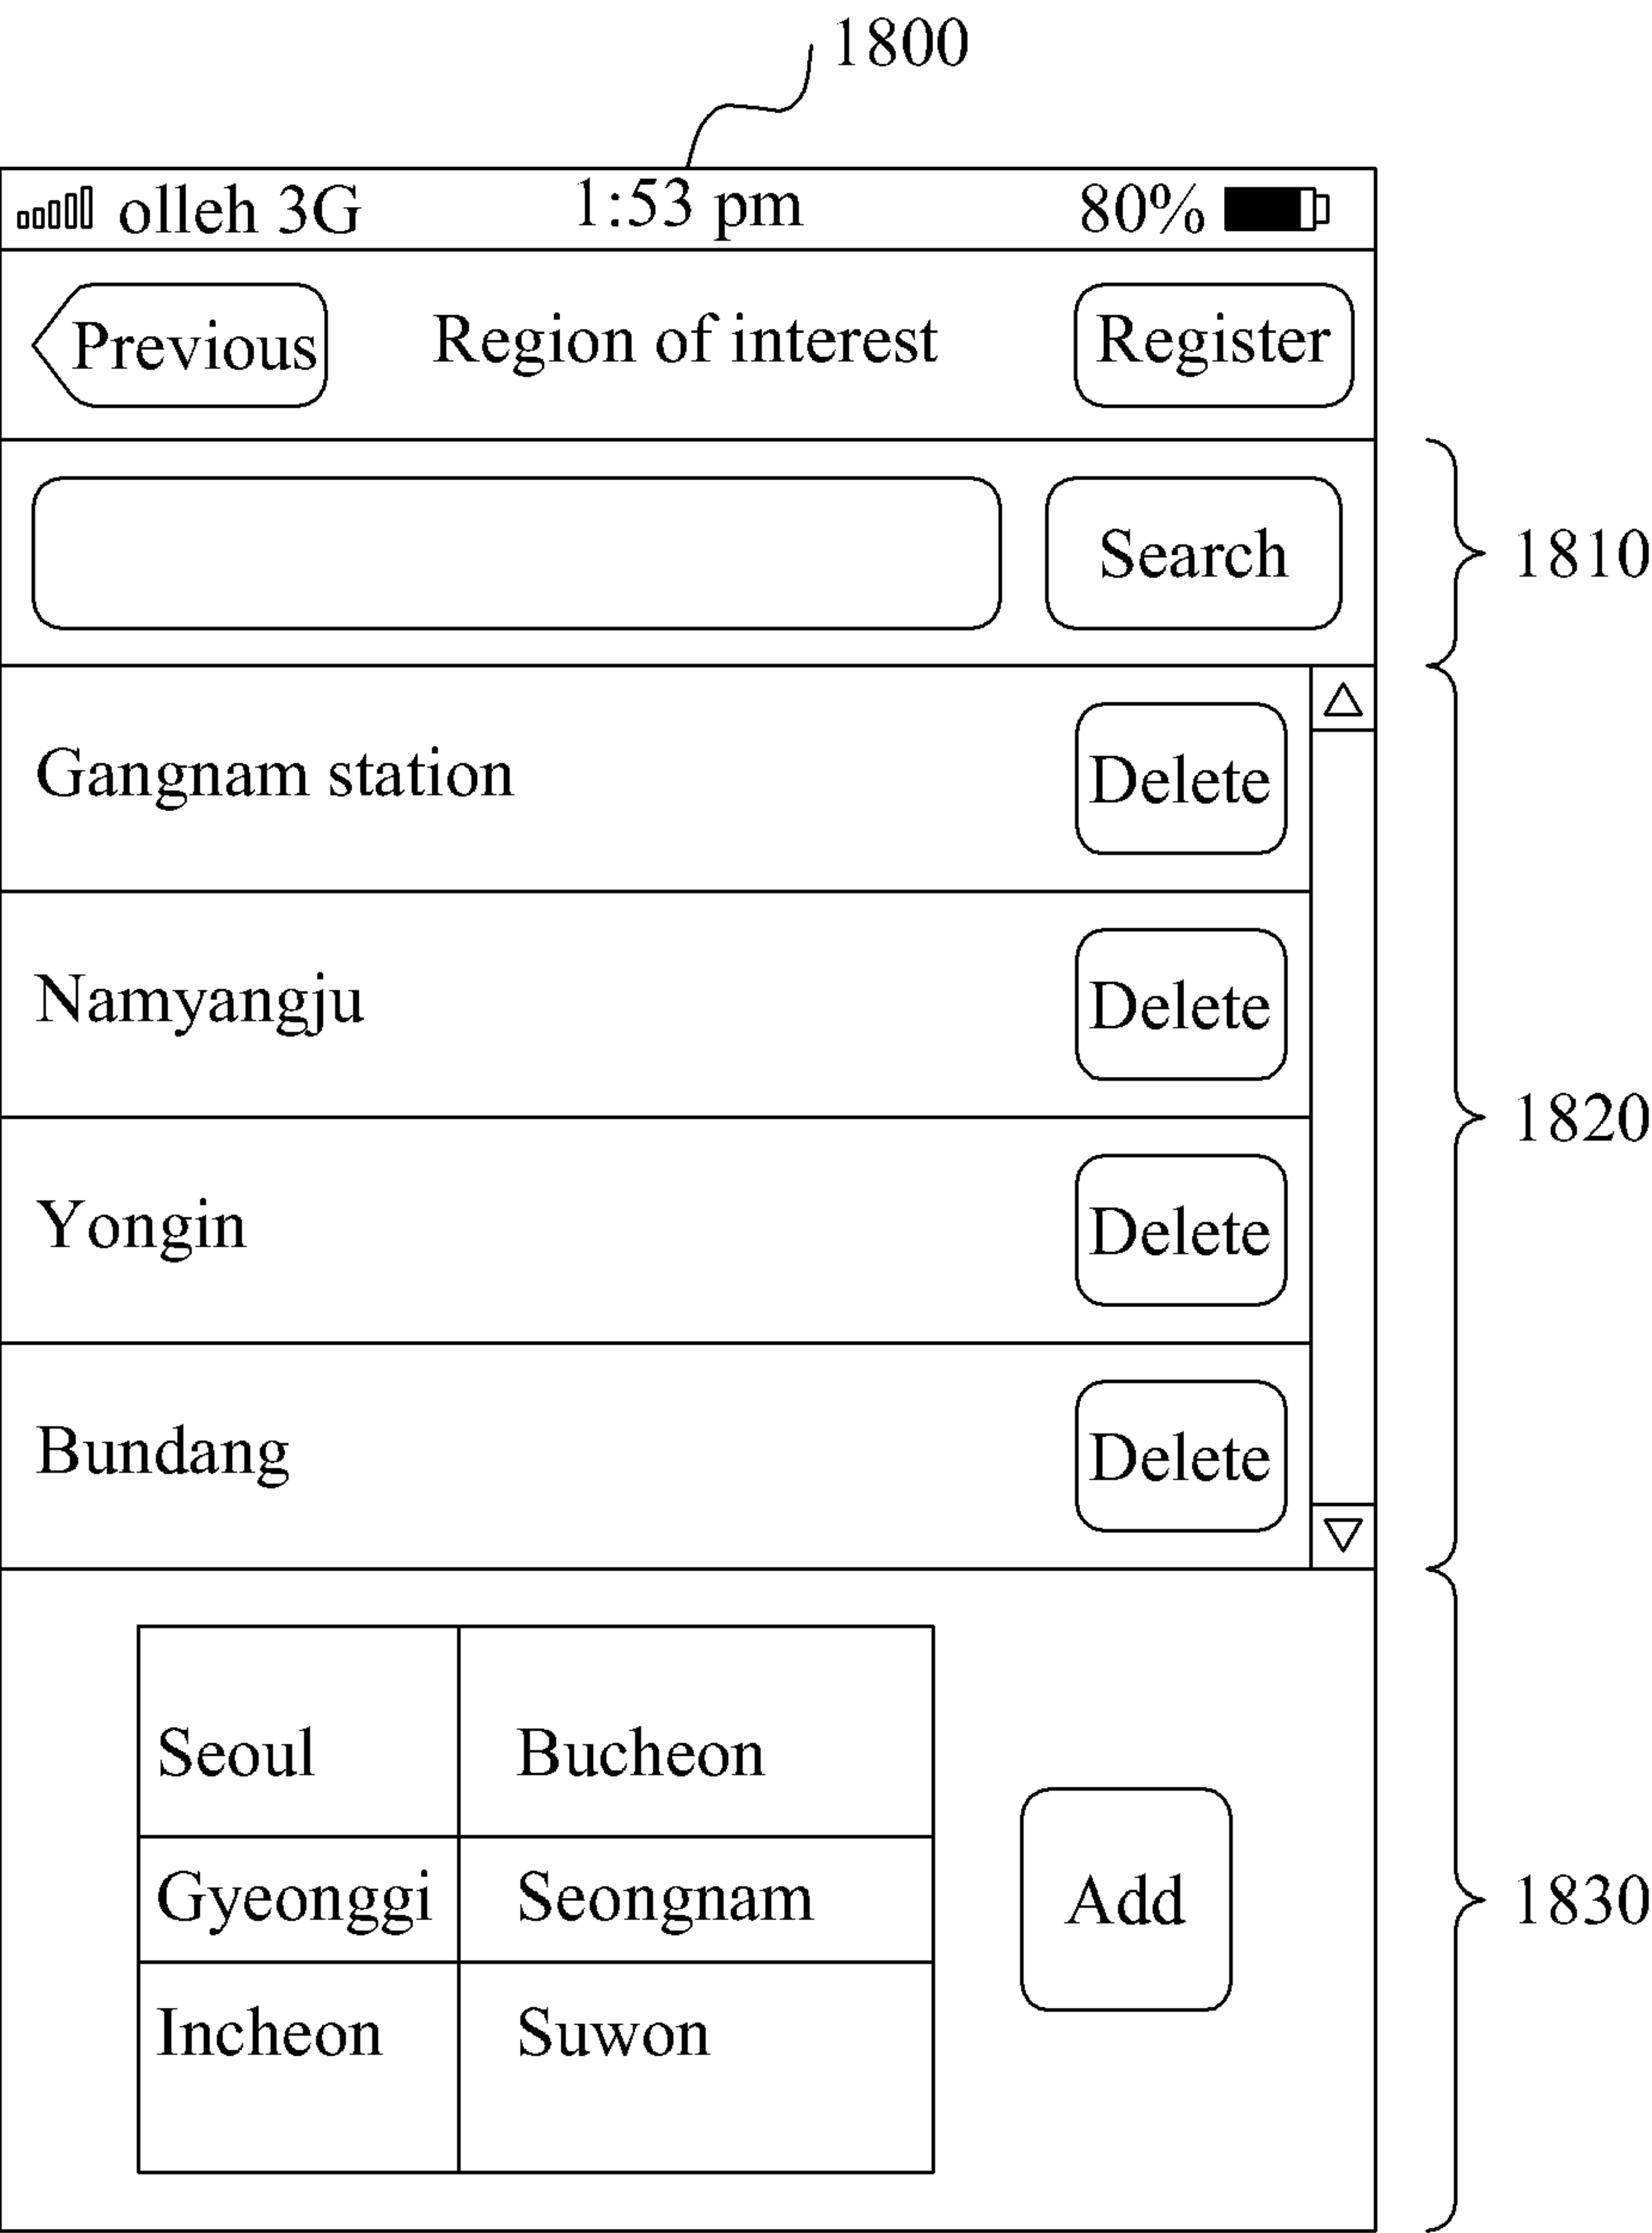 1800
olleh 3G 1:53 pm 80%
Previous Region of interest Register
Search 1810
Gangnam station Delete
Namyangju Delete
1820
Yongin Delete
Bundang Delete
Seoul Bucheon
Gyeonggi Seongnam Add 1830
Incheon Suwon